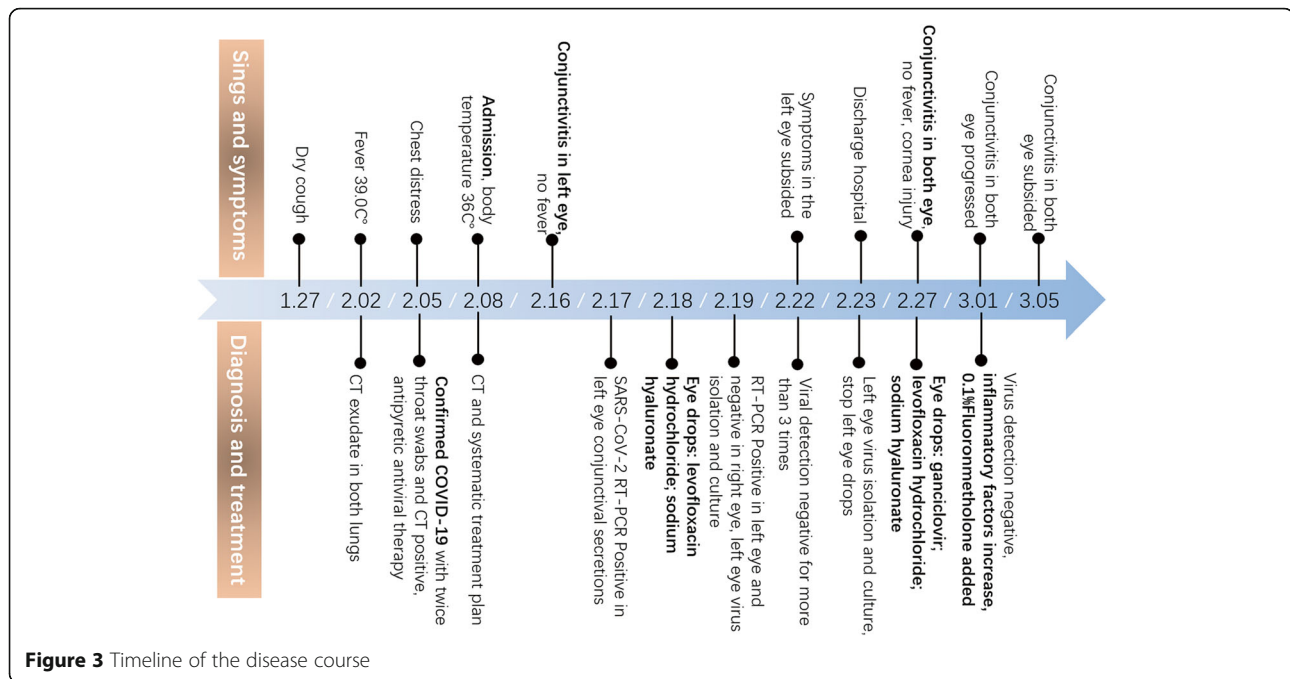 Sings and symptoms
Dry cough
Fever 39.0C°
Chest distress
Admission, body
temperature 36C°
Conjunctivitis in left eye,
no fever
Symptoms in the
left eye subsided
Discharge hospital
Conjunctivitis in both eye,
no fever, cornea injury
Conjunctivitis in both
eye progressed
Conjunctivitis in both
eye subsided
1.27 / 2.02 / 2.05 / 2.08 / 2.16 / 2.17 / 2.18 / 2.19 / 2.22 / 2.23 / 2.27 / 3.01 / 3.05
Diagnosis and treatment
CT exudate in both lungs
Confirmed COVID-19 with twice
throat swabs and CT positive,
antipyretic antiviral therapy
CT and systematic treatment plan
SARS-CoV-2 RT-PCR Positive in
left eye conjunctival secretions
Eye drops: levofloxacin
hydrochloride; sodium
hyaluronate
RT-PCR Positive in left eye and
negative in right eye, left eye virus
isolation and culture
Viral detection negative for more
than 3 times
Left eye virus isolation and culture,
stop left eye drops
Eye drops: ganciclovir;
levofloxacin hydrochloride;
sodium hyaluronate
Virus detection negative,
inflammatory factors increase,
0.1%Fluoronmetholone added
Figure 3 Timeline of the disease course